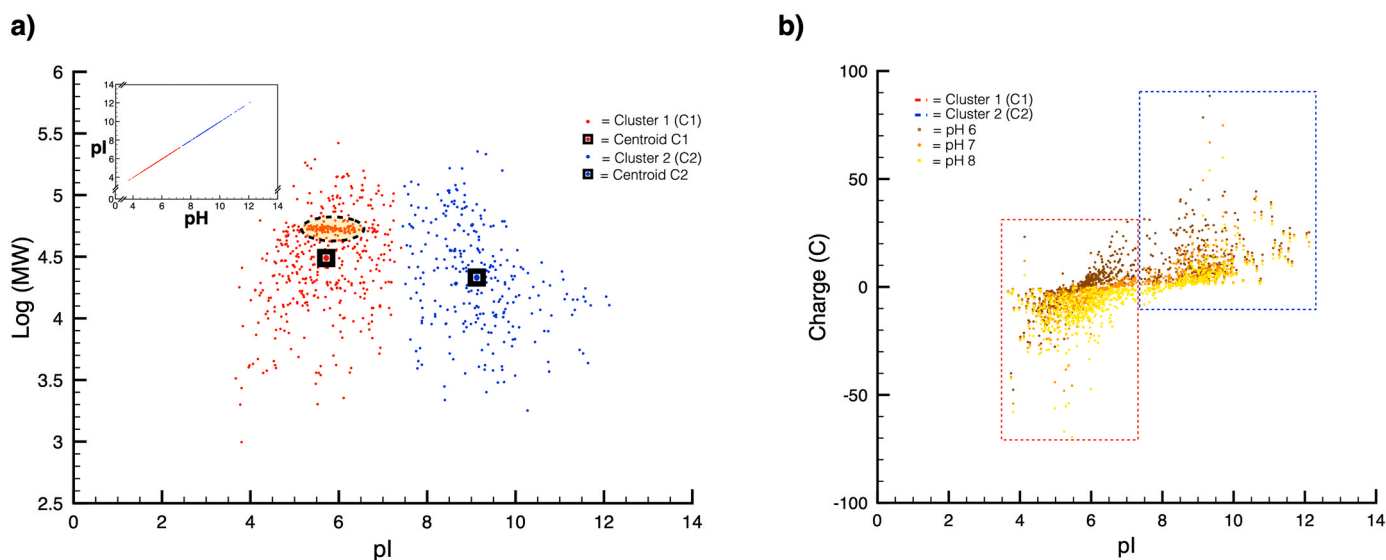 a)
6
5.5
5
4.5
4
3.5
3
2.5
0
2
4
6
8
10
12
14
Log (MW)
pI
14
12
10
8
6
4
2
0
0
4
6
8
10
12
14
pI
pH
= Cluster 1 (C1)
= Centroid C1
= Cluster 2 (C2)
= Centroid C2
b)
100
50
0
-50
-100
0
2
4
6
8
10
12
14
Charge (C)
pI
= Cluster 1 (C1)
= Cluster 2 (C2)
= pH 6
= pH 7
= pH 8